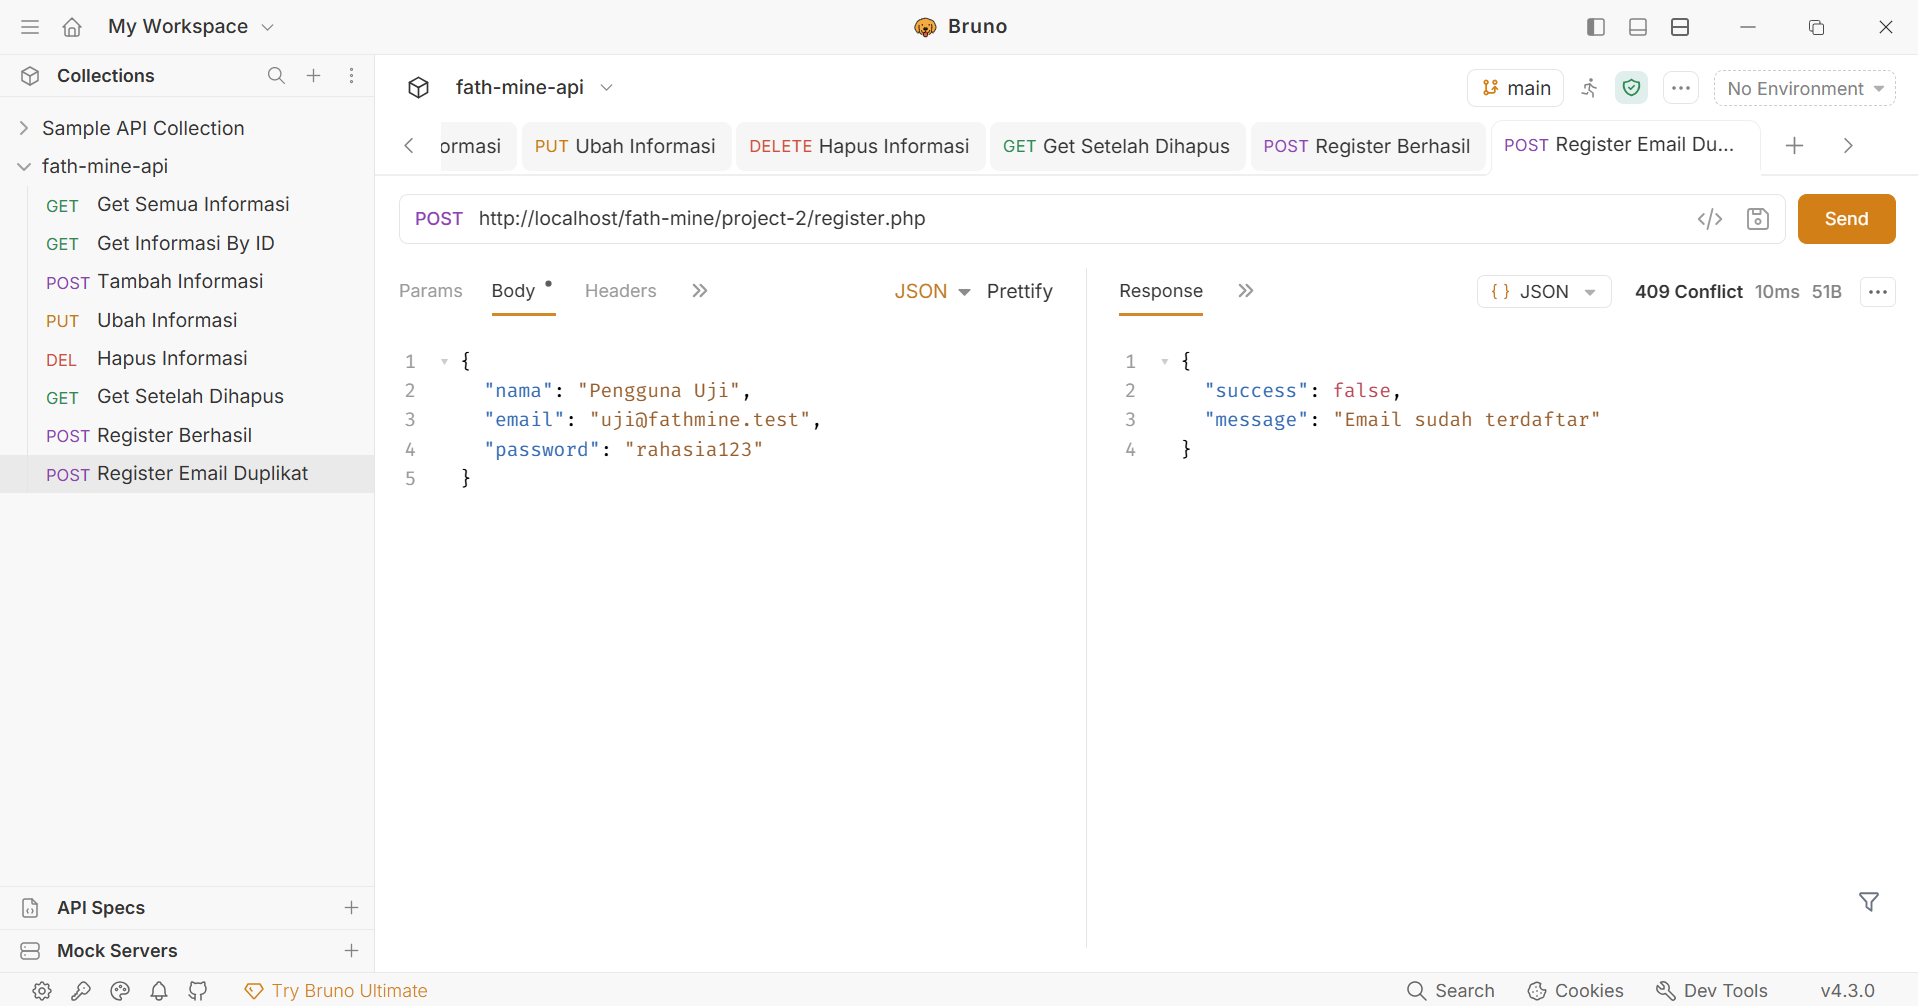 My Workspace
Bruno
Collections
fath-mine-api
main
No Environment
Sample API Collection
fath-mine-api
GET Get Semua Informasi
GET Get Informasi By ID
POST Tambah Informasi
PUT Ubah Informasi
DEL Hapus Informasi
GET Get Setelah Dihapus
POST Register Berhasil
POST Register Email Duplikat
ormasi
PUT Ubah Informasi
DELETE Hapus Informasi
GET Get Setelah Dihapus
POST Register Berhasil
POST Register Email Du...
POST http://localhost/fath-mine/project-2/register.php
Send
Params Body Headers JSON Prettify
1 {
2 "nama": "Pengguna Uji",
3 "email": "uji@fathmine.test",
4 "password": "rahasia123"
5 }
Response { } JSON 409 Conflict 10ms 51B
1 {
2 "success": false,
3 "message": "Email sudah terdaftar"
4 }
API Specs
Mock Servers
Try Bruno Ultimate
Search Cookies Dev Tools v4.3.0